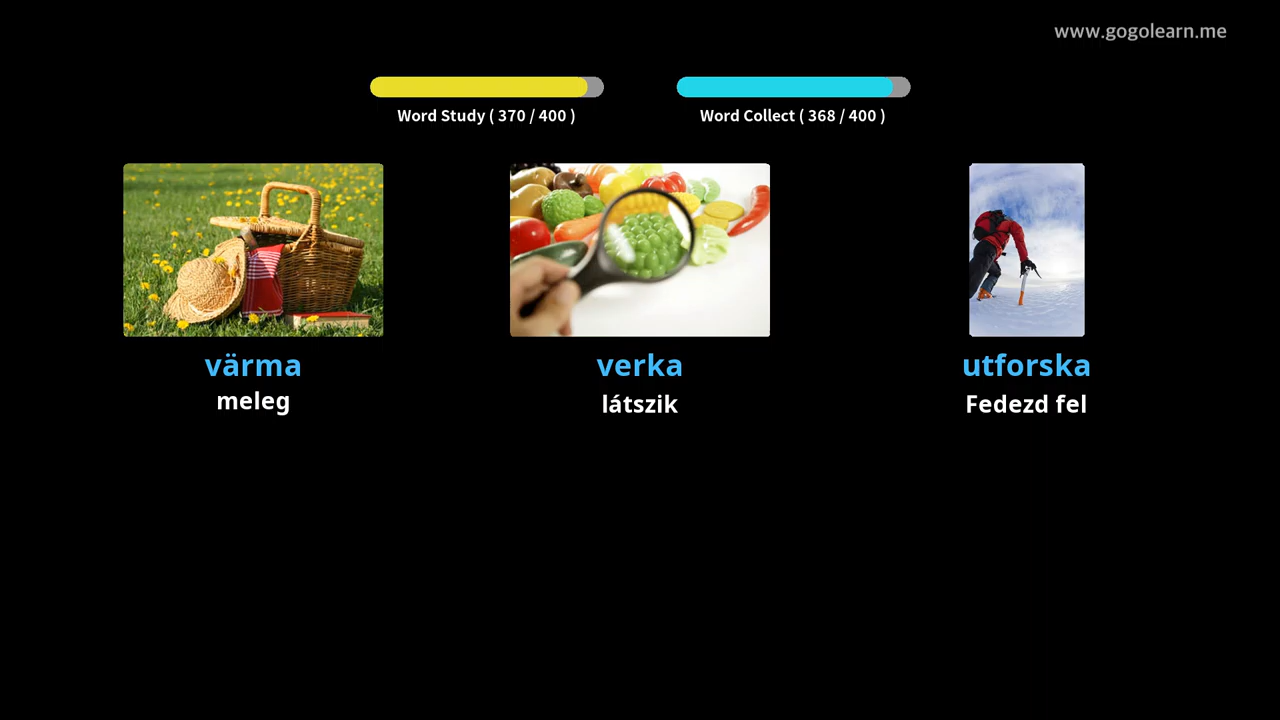 www.gogolearn.me
Word Study ( 370 / 400 )
Word Collect ( 368 / 400 )
värma
meleg
verka
látszik
utforska
Fedezd fel